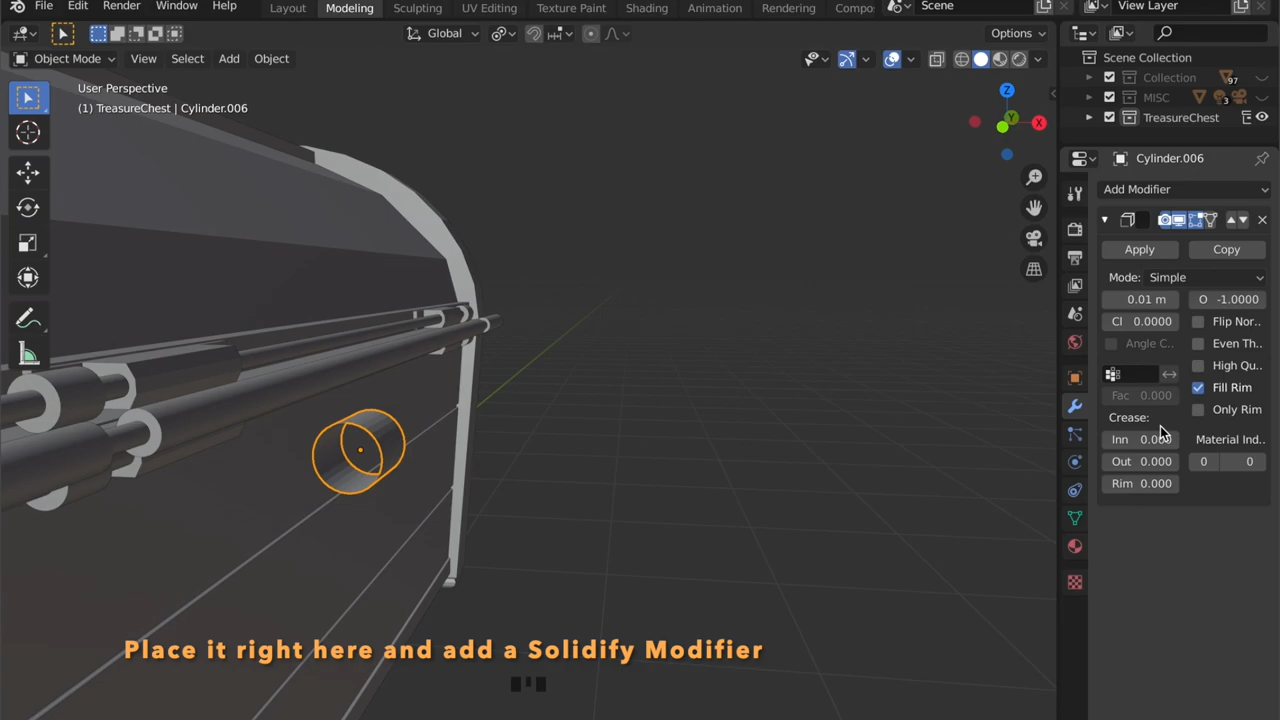 File Edit Render Window Help Layout Modeling Sculpting UV Editing Texture Paint Shading Animation Rendering Scene View Layer
Global Options
Object Mode View Select Add Object
Scene Collection
Collection 97
MISC 3
TreasureChest
User Perspective
(1) TreasureChest | Cylinder.006
Z
Y
X
Cylinder.006
Add Modifier
Apply Copy
Mode: Simple
0.01 m O -1.0000
Cl 0.0000 Flip Nor..
Angle C... Even Th..
High Qu..
Fill Rim
Fac 0.000
Only Rim
Crease:
Inn Material Ind..
Out 0.000 0 0
Rim 0.000
Place it right here and add a Solidify Modifier